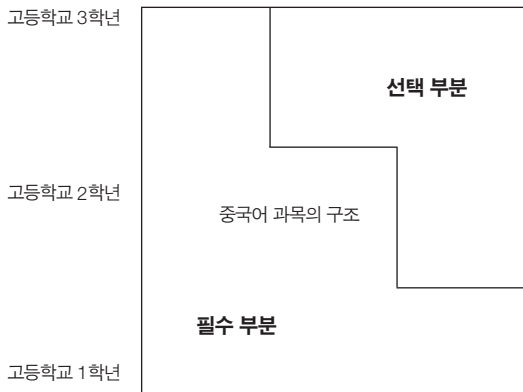 고등학교 3학년
선택 부분
고등학교 2학년
중국어 과목의 구조
필수 부분
고등학교 1학년